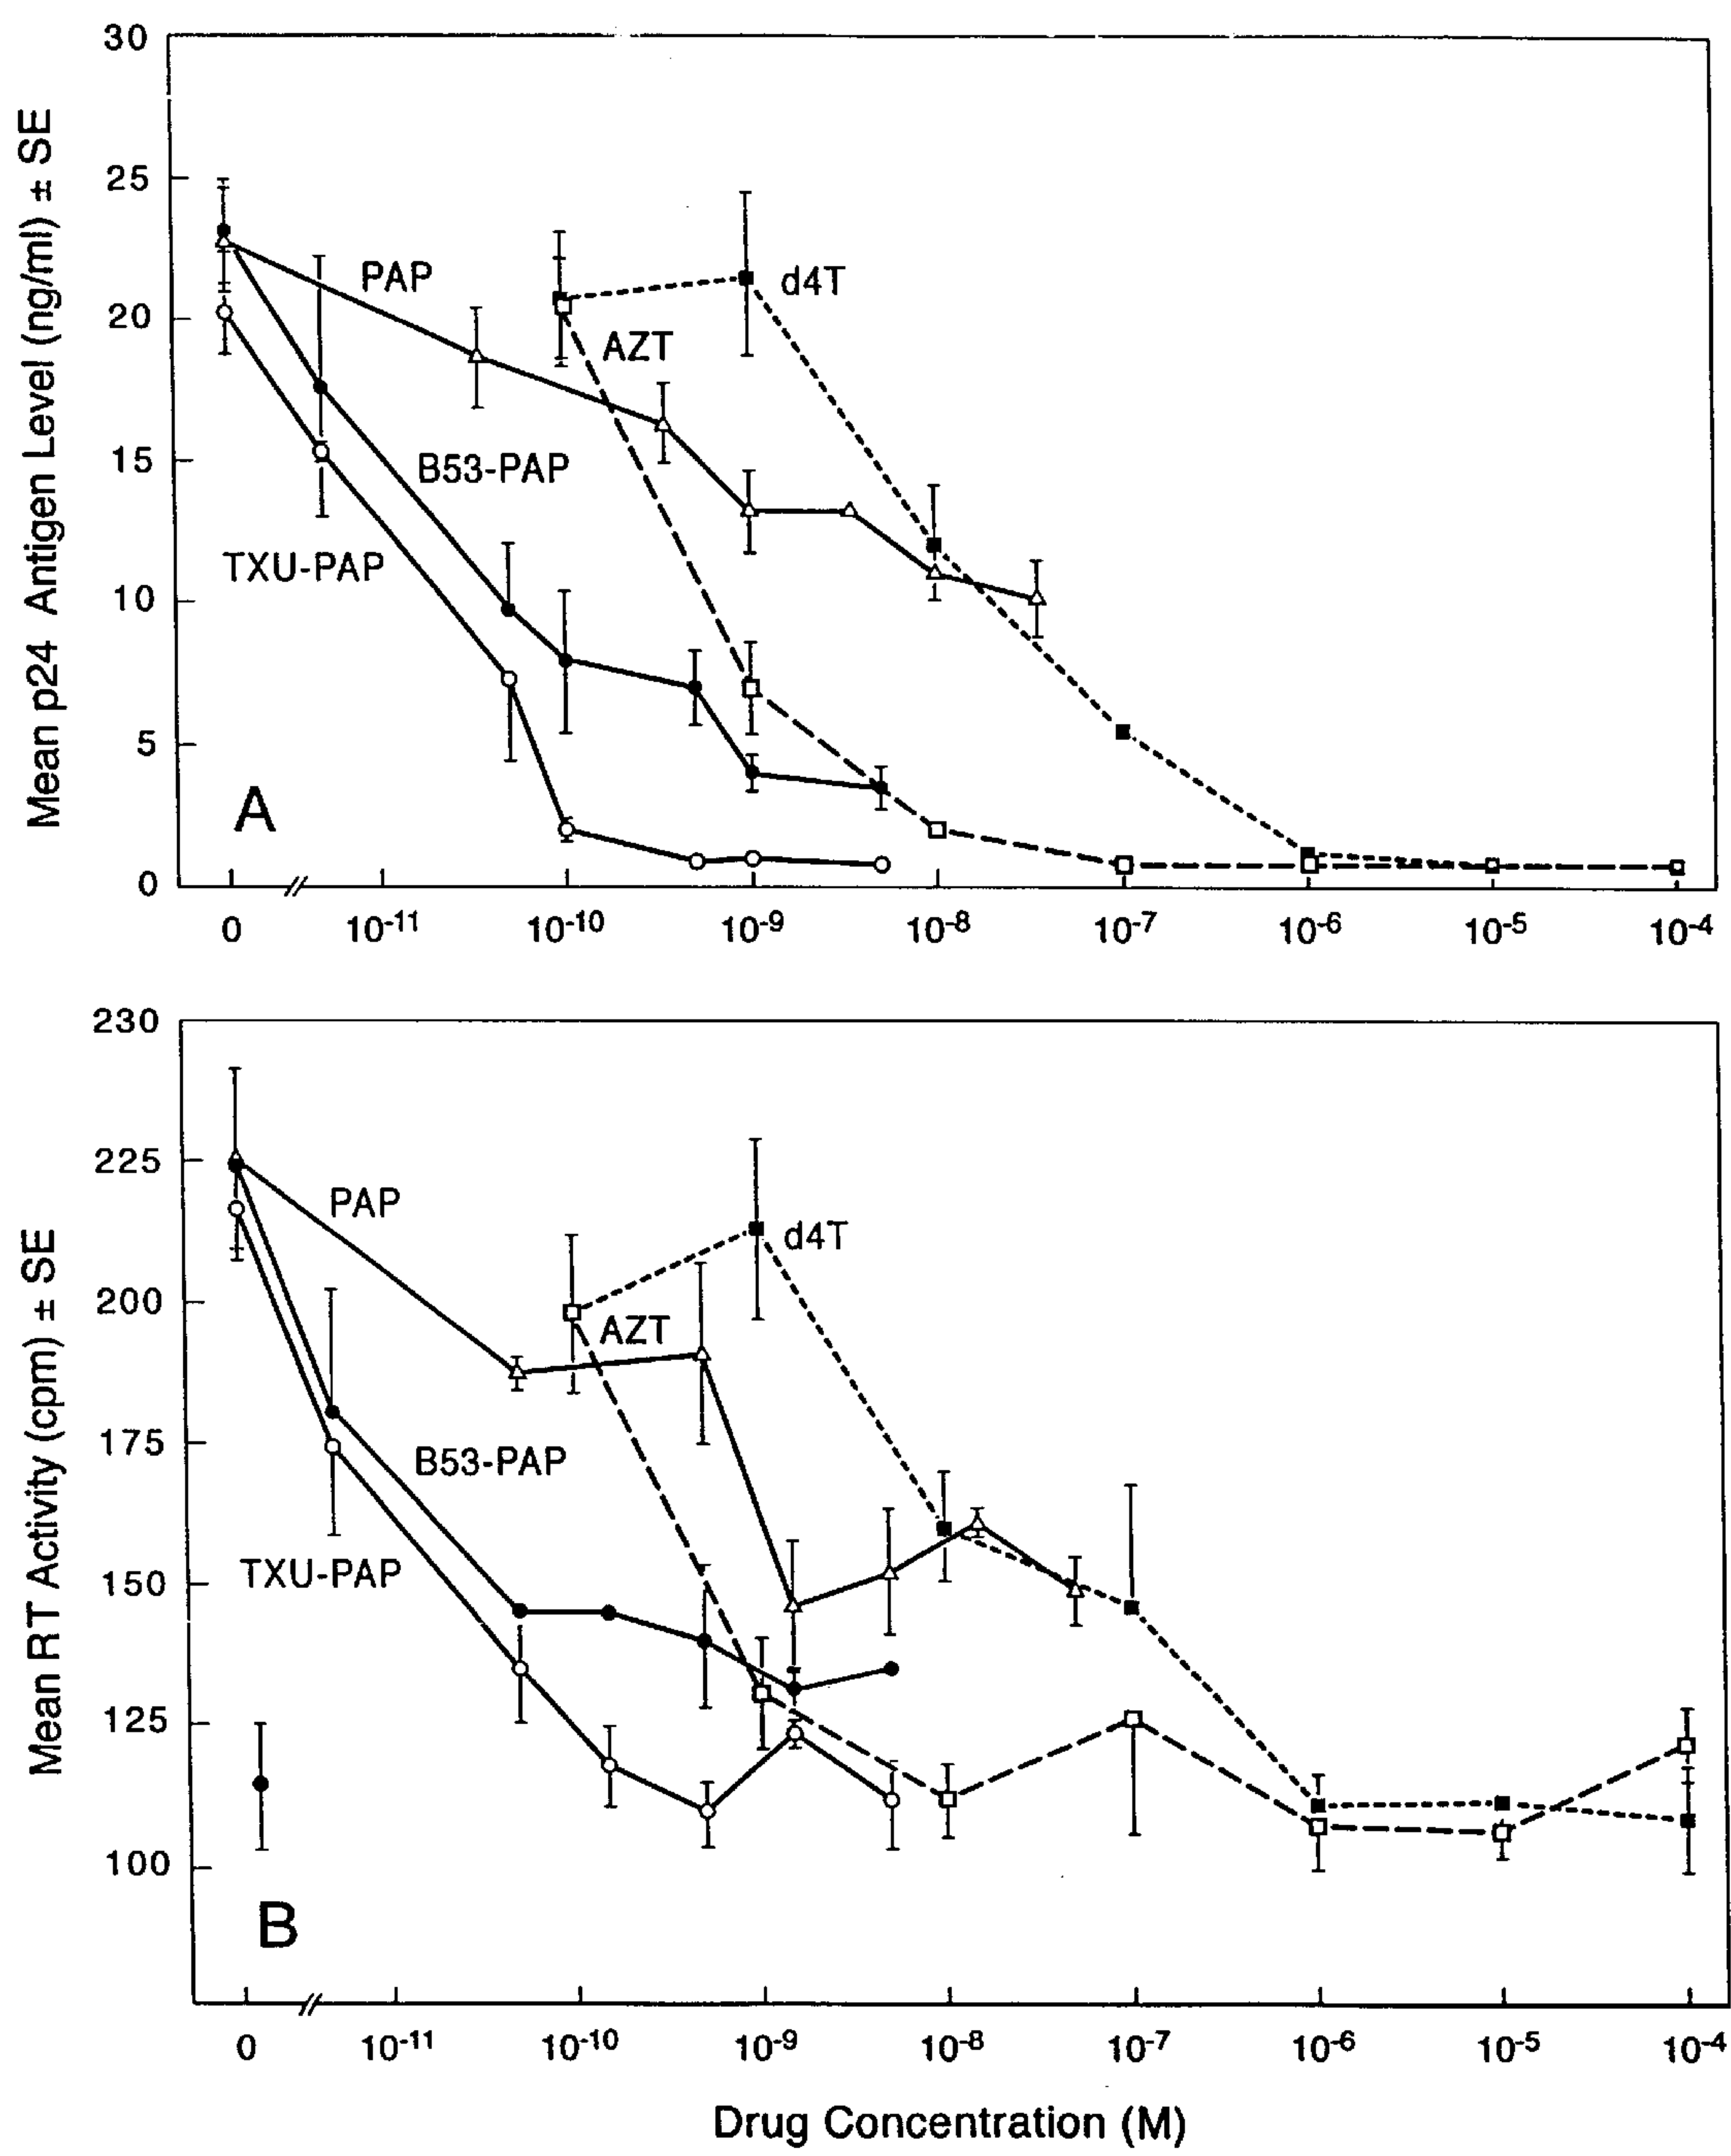 30
25
20
15
10
5
0
Mean p24 Antigen Level (ng/ml) ± SE
PAP
d4T
AZT
B53-PAP
TXU-PAP
A
0 10-11 10-10 10-9 10-8 10-7 10-6 10-5 10-4
230
225
200
175
150
125
100
Mean RT Activity (cpm) ± SE
PAP
d4T
AZT
B53-PAP
TXU-PAP
B
0 10-11 10-10 10-9 10-8 10-7 10-6 10-5 10-4
Drug Concentration (M)